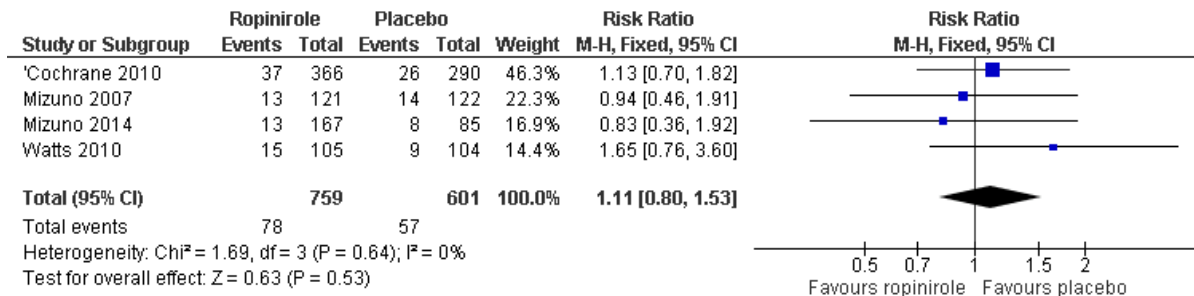 Ropinirole Placebo Risk Ratio Risk Ratio
Study or Subgroup Events Total Events Total Weight M-H, Fixed, 95% CI M-H, Fixed, 95% CI
'Cochrane 2010 37 366 26 290 46.3% 1.13 [0.70, 1.82]
Mizuno 2007 13 121 14 122 22.3% 0.94 [0.46, 1.91]
Mizuno 2014 13 167 8 85 16.9% 0.83 [0.36, 1.92]
Watts 2010 15 105 9 104 14.4% 1.65 [0.76, 3.60]
Total (95% CI) 759 601 100.0% 1.11 [0.80, 1.53]
Total events 78 57
Heterogeneity: Chi² = 1.69, df = 3 (P = 0.64); I² = 0%
Test for overall effect: Z = 0.63 (P = 0.53)
0.5 0.7 1 1.5 2
Favours ropinirole Favours placebo